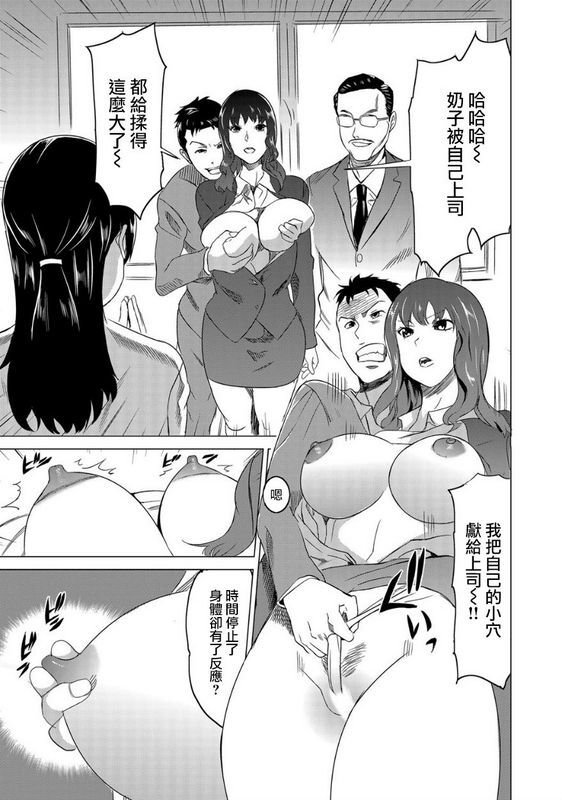 哈哈哈~
奶子被自己上司
都給揉得
這麼大了~
我把自己的小穴
獻給上司~!!
嗯
時間停止了
身體卻有了反應?